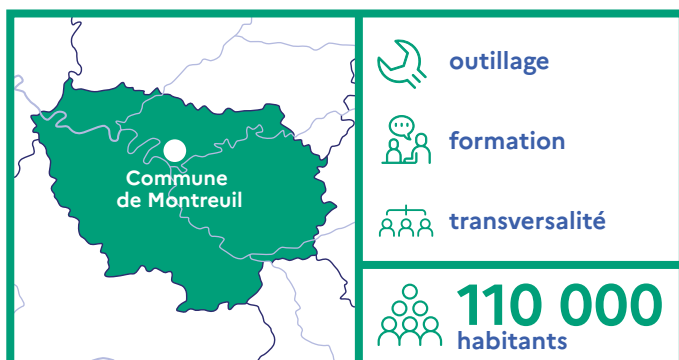 Commune
de Montreuil
outillage
formation
transversalité
110 000
habitants